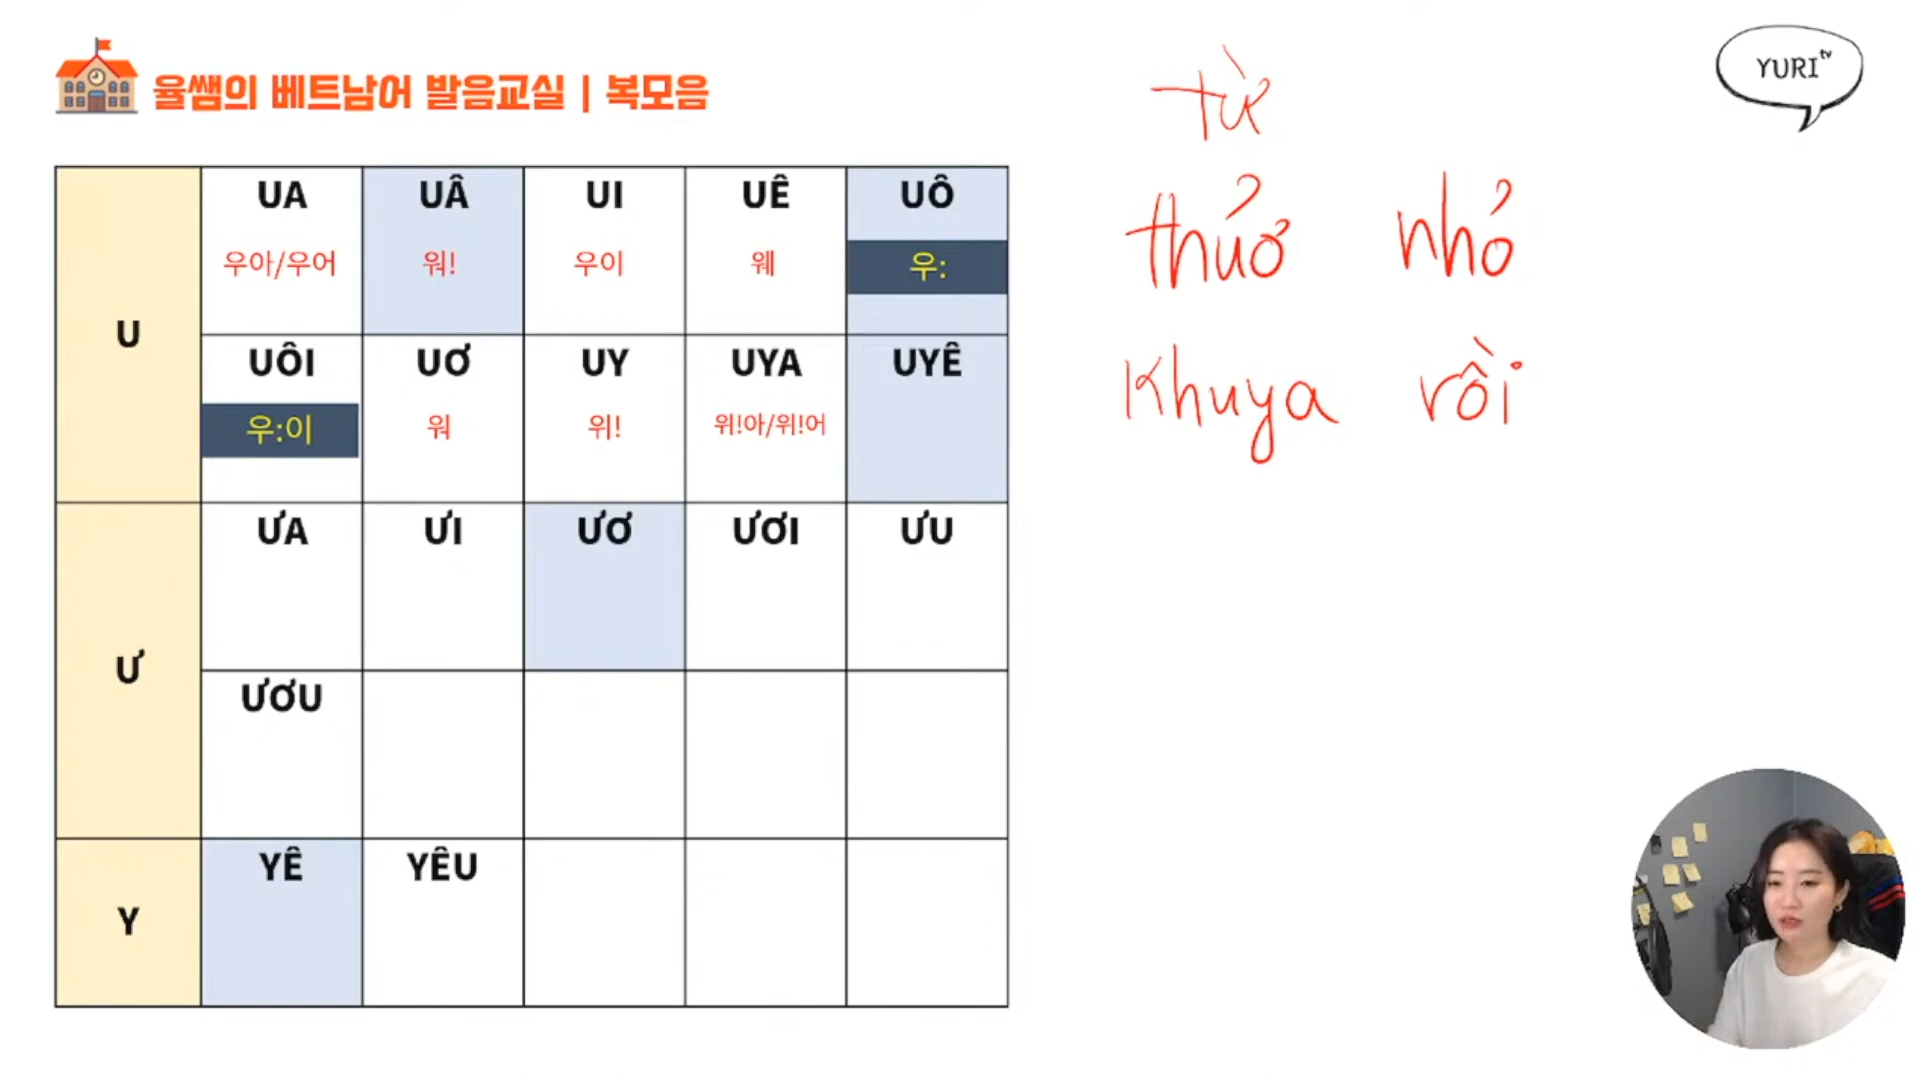 율쌤의 베트남어 발음교실 | 복모음
YURI tv
từ
thuở nhỏ
Khuya rồi
U
UA UÂ UI UÊ UÔ
우아/우어 워! 우이 웨 우:
UÔI UƠ UY UYA UYÊ
우:이 워 위! 위!아/위!어
Ư
ƯA ƯI ƯƠ ƯƠI ƯU
ƯƠU
Y
YÊ YÊU